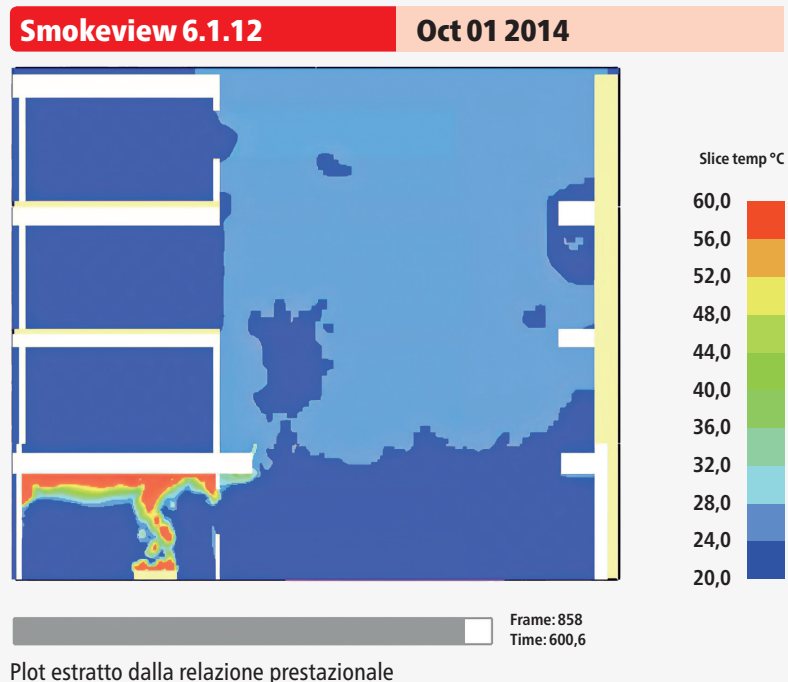 Smokeview 6.1.12
Oct 01 2014
Slice temp °C
60,0
56,0
52,0
48,0
44,0
40,0
36,0
32,0
28,0
24,0
20,0
Frame: 858
Time: 600,6
Plot estratto dalla relazione prestazionale